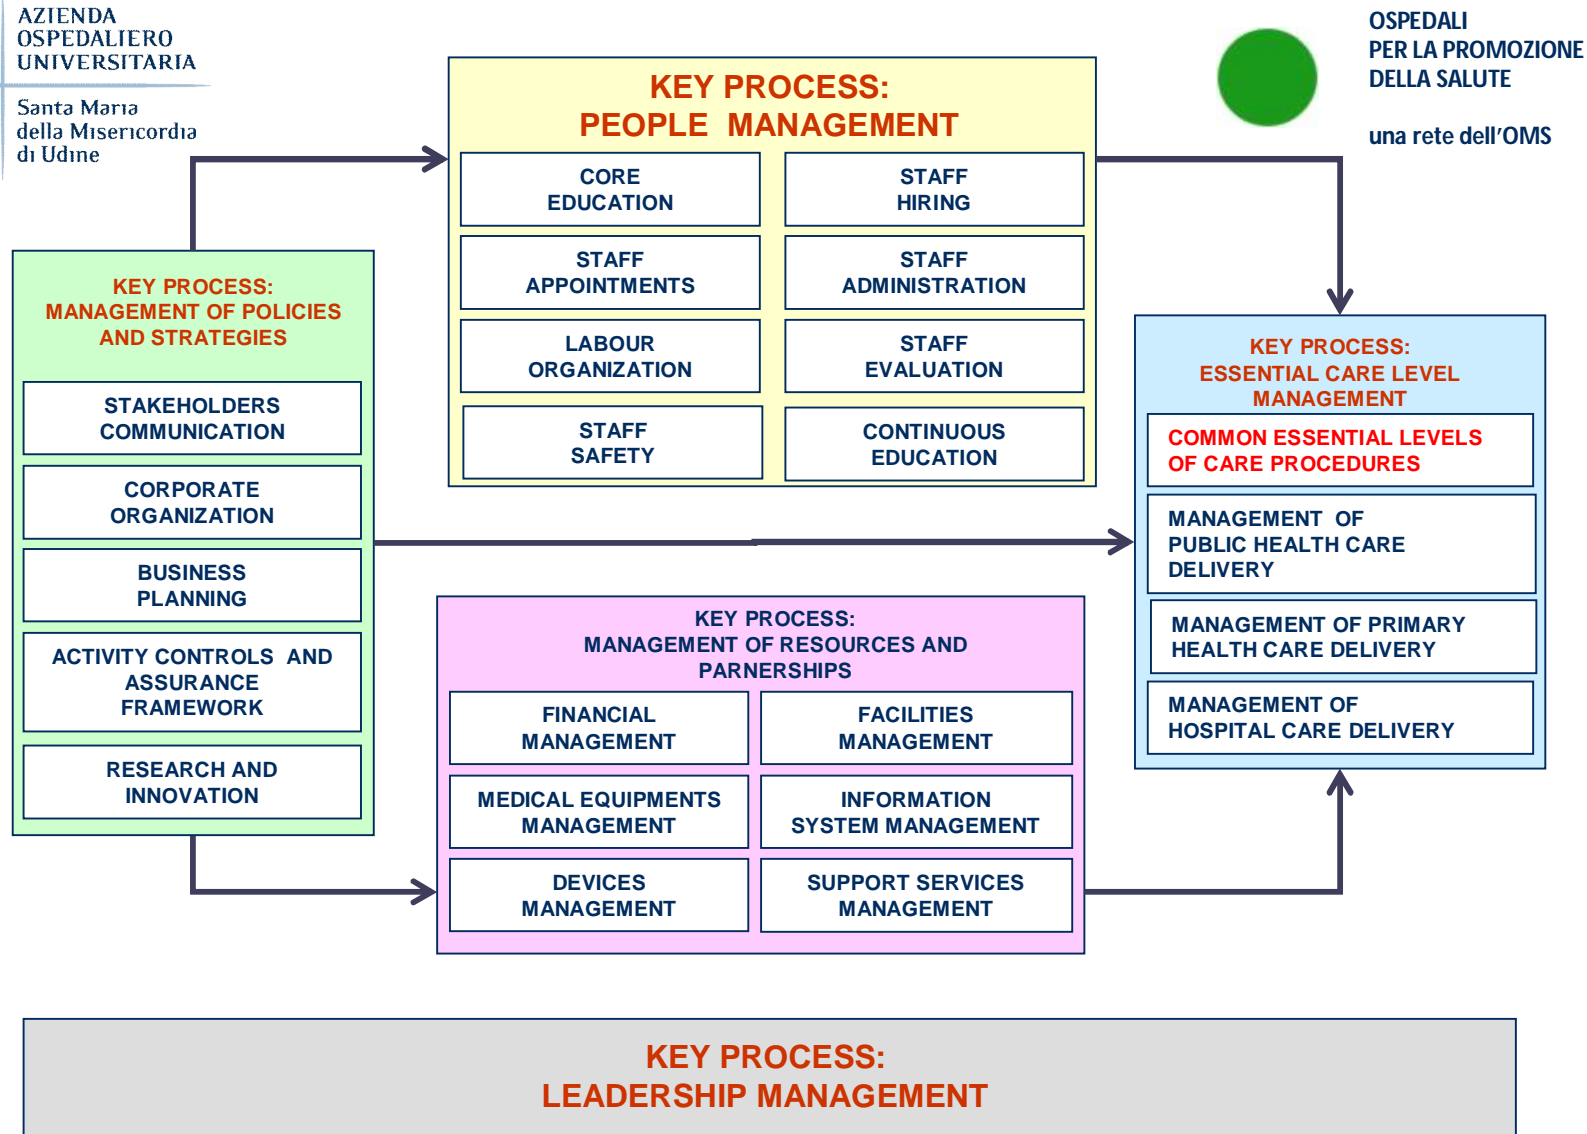 AZIENDA
OSPEDALIERO
UNIVERSITARIA
Santa Maria
della Misericordia
di Udine
OSPEDALI
PER LA PROMOZIONE
DELLA SALUTE
una rete dell'OMS
KEY PROCESS:
PEOPLE MANAGEMENT
CORE
EDUCATION
STAFF
HIRING
STAFF
APPOINTMENTS
STAFF
ADMINISTRATION
LABOUR
ORGANIZATION
STAFF
EVALUATION
STAFF
SAFETY
CONTINUOUS
EDUCATION
KEY PROCESS:
MANAGEMENT OF POLICIES
AND STRATEGIES
STAKEHOLDERS
COMMUNICATION
CORPORATE
ORGANIZATION
BUSINESS
PLANNING
ACTIVITY CONTROLS AND
ASSURANCE
FRAMEWORK
RESEARCH AND
INNOVATION
KEY PROCESS:
MANAGEMENT OF RESOURCES AND
PARNERSHIPS
FINANCIAL
MANAGEMENT
FACILITIES
MANAGEMENT
MEDICAL EQUIPMENTS
MANAGEMENT
INFORMATION
SYSTEM MANAGEMENT
DEVICES
MANAGEMENT
SUPPORT SERVICES
MANAGEMENT
KEY PROCESS:
ESSENTIAL CARE LEVEL
MANAGEMENT
COMMON ESSENTIAL LEVELS
OF CARE PROCEDURES
MANAGEMENT OF
PUBLIC HEALTH CARE
DELIVERY
MANAGEMENT OF PRIMARY
HEALTH CARE DELIVERY
MANAGEMENT OF
HOSPITAL CARE DELIVERY
KEY PROCESS:
LEADERSHIP MANAGEMENT